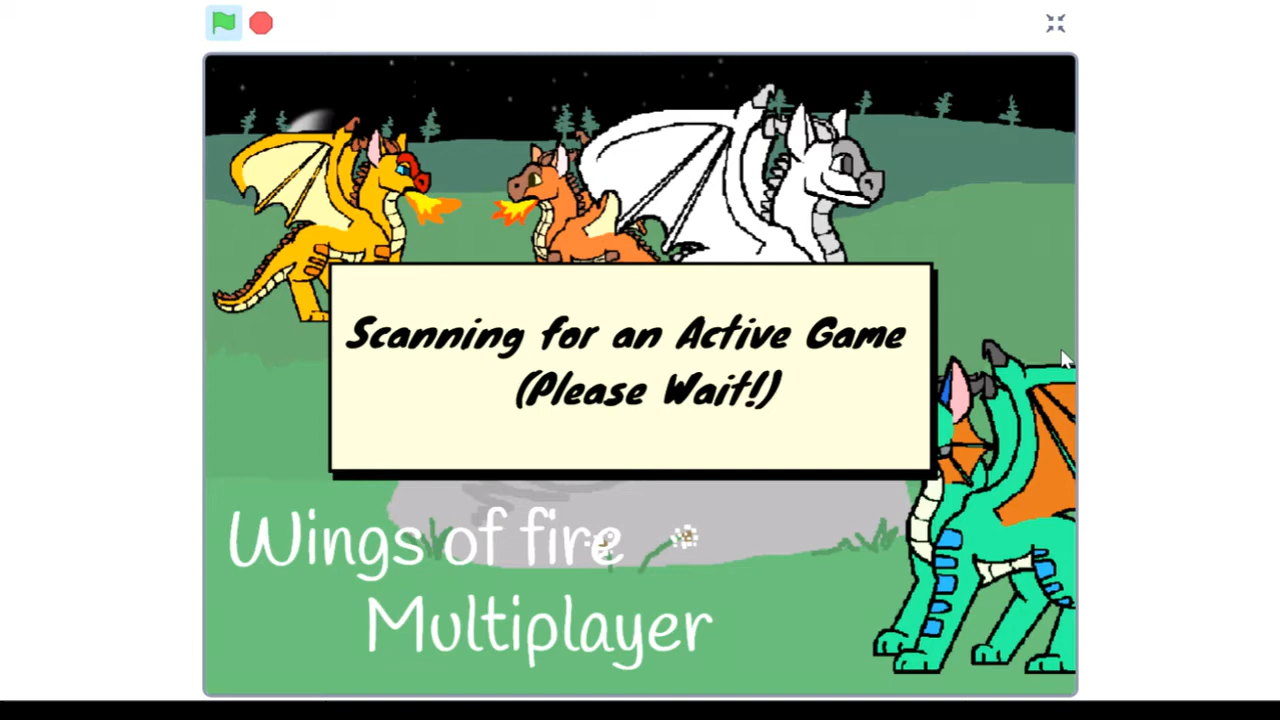 Scanning for an Active Game
(Please Wait!)
Wings of fire
Multiplayer